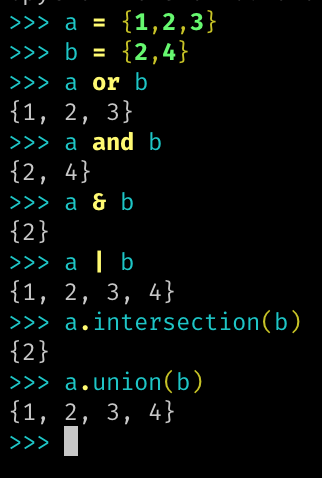 >>> a = {1,2,3}
>>> b = {2,4}
>>> a or b
{1, 2, 3}
>>> a and b
{2, 4}
>>> a & b
{2}
>>> a | b
{1, 2, 3, 4}
>>> a.intersection(b)
{2}
>>> a.union(b)
{1, 2, 3, 4}
>>>